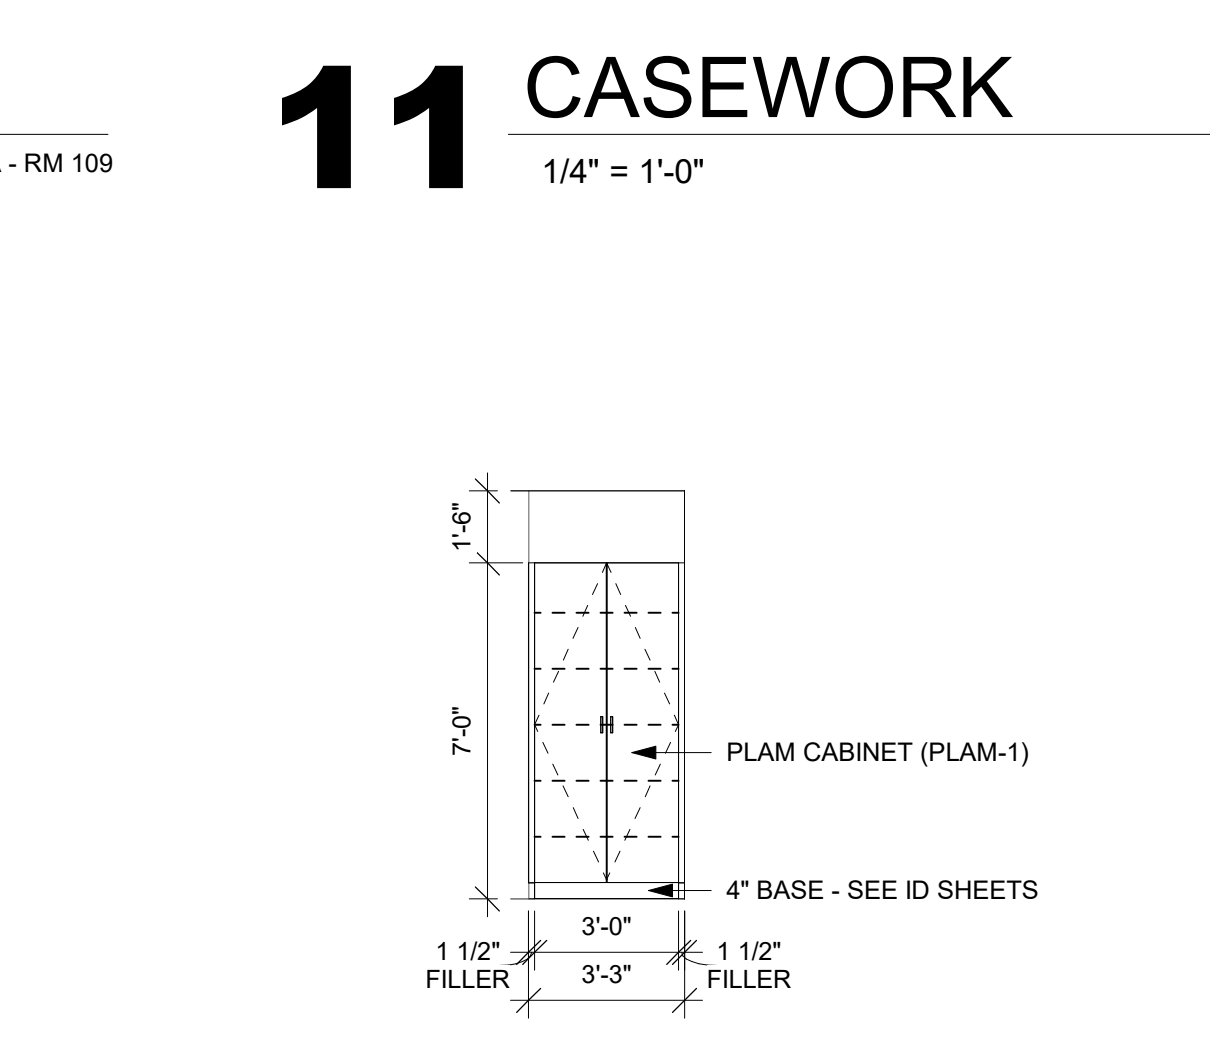 11 CASEWORK
- RM 109
1/4" = 1'-0"
1'-6"
7'-0"
PLAM CABINET (PLAM-1)
4" BASE - SEE ID SHEETS
3'-0"
1 1/2"
FILLER
1 1/2"
FILLER
3'-3"